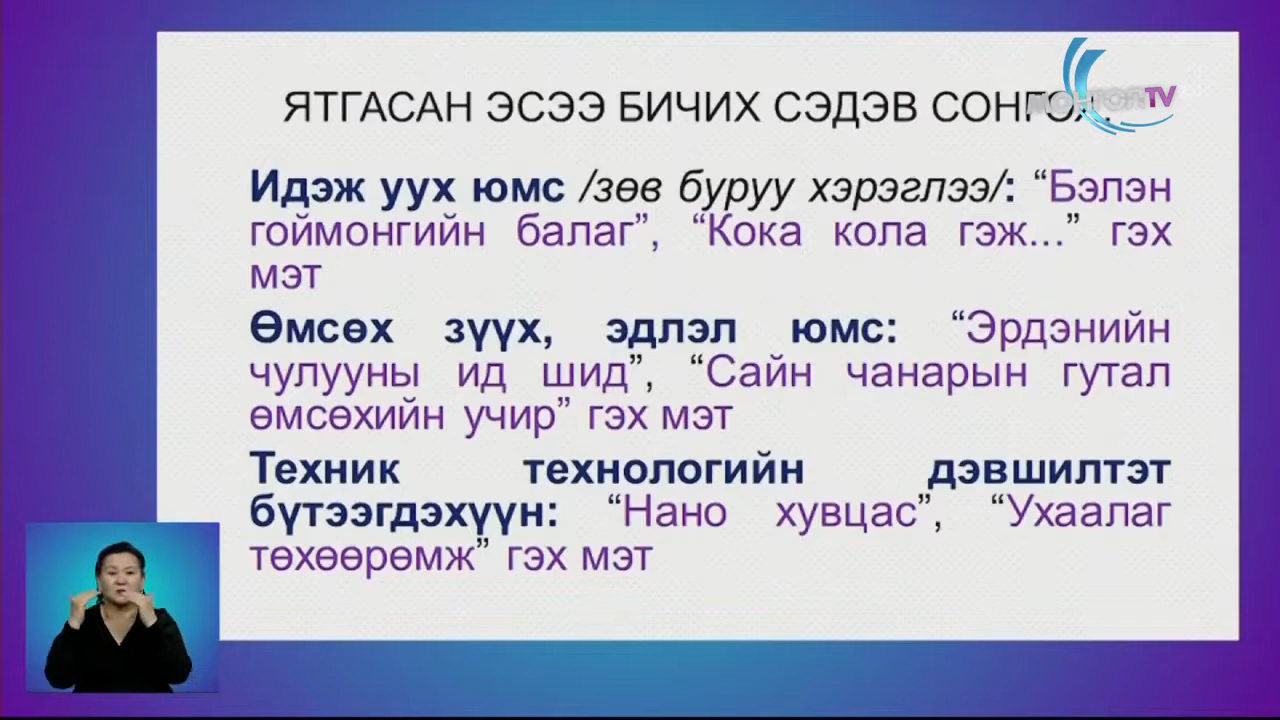 ЯТГАСАН ЭСЭЭ БИЧИХ СЭДЭВ
МОНГОЛ TV
Идэж уух юмс /зөв буруу хэрэглээ/: “Бэлэн
гоймонгийн балаг”, “Кока кола гэж...” гэх
мэт
Өмсөх зүүх, эдлэл юмс: “Эрдэнийн
чулууны ид шид”, “Сайн чанарын гутал
өмсөхийн учир” гэх мэт
Техник технологийн дэвшилтэт
бүтээгдэхүүн: “Нано хувцас”, “Ухаалаг
төхөөрөмж” гэх мэт